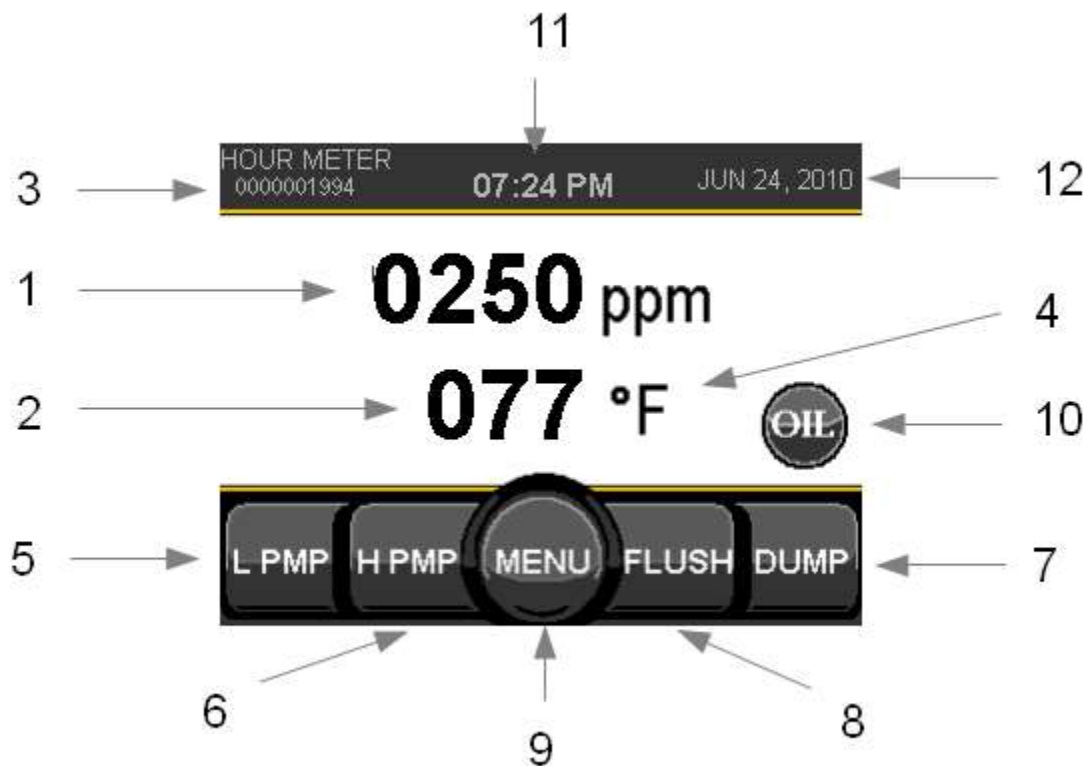 11
HOUR METER
3 0000001994 07:24 PM JUN 24, 2010 12
1 0250 ppm
4
2 077 °F OIL 10
5 L PMP H PMP MENU FLUSH DUMP 7
6 8
9